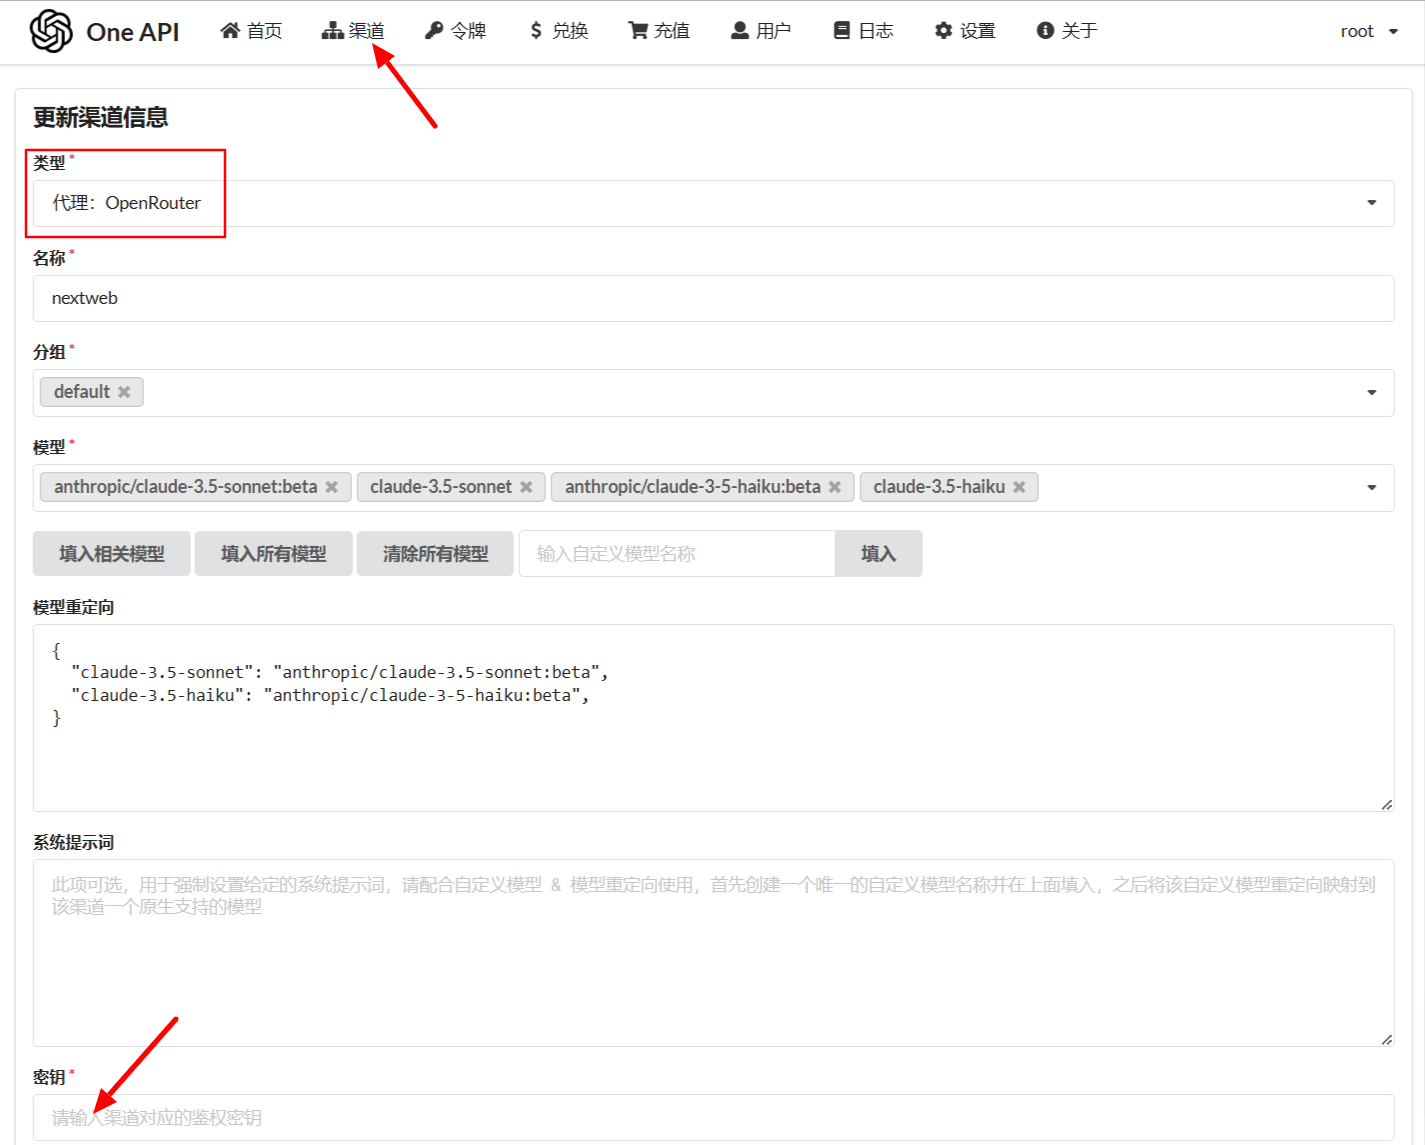 One API 首页 渠道 令牌 兑换 充值 用户 日志 设置 关于 root
更新渠道信息
类型 *
代理：OpenRouter
名称 *
nextweb
分组 *
default
模型 *
anthropic/claude-3.5-sonnet:beta claude-3.5-sonnet anthropic/claude-3-5-haiku:beta claude-3.5-haiku
填入相关模型 填入所有模型 清除所有模型 输入自定义模型名称 填入
模型重定向
{
"claude-3.5-sonnet": "anthropic/claude-3.5-sonnet:beta",
"claude-3.5-haiku": "anthropic/claude-3-5-haiku:beta",
}
系统提示词
此项可选，用于强制设置给定的系统提示词，请配合自定义模型 & 模型重定向使用，首先创建一个唯一的自定义模型名称并在上面填入，之后将该自定义模型重定向映射到
该渠道一个原生支持的模型
密钥 *
请输入渠道对应的鉴权密钥